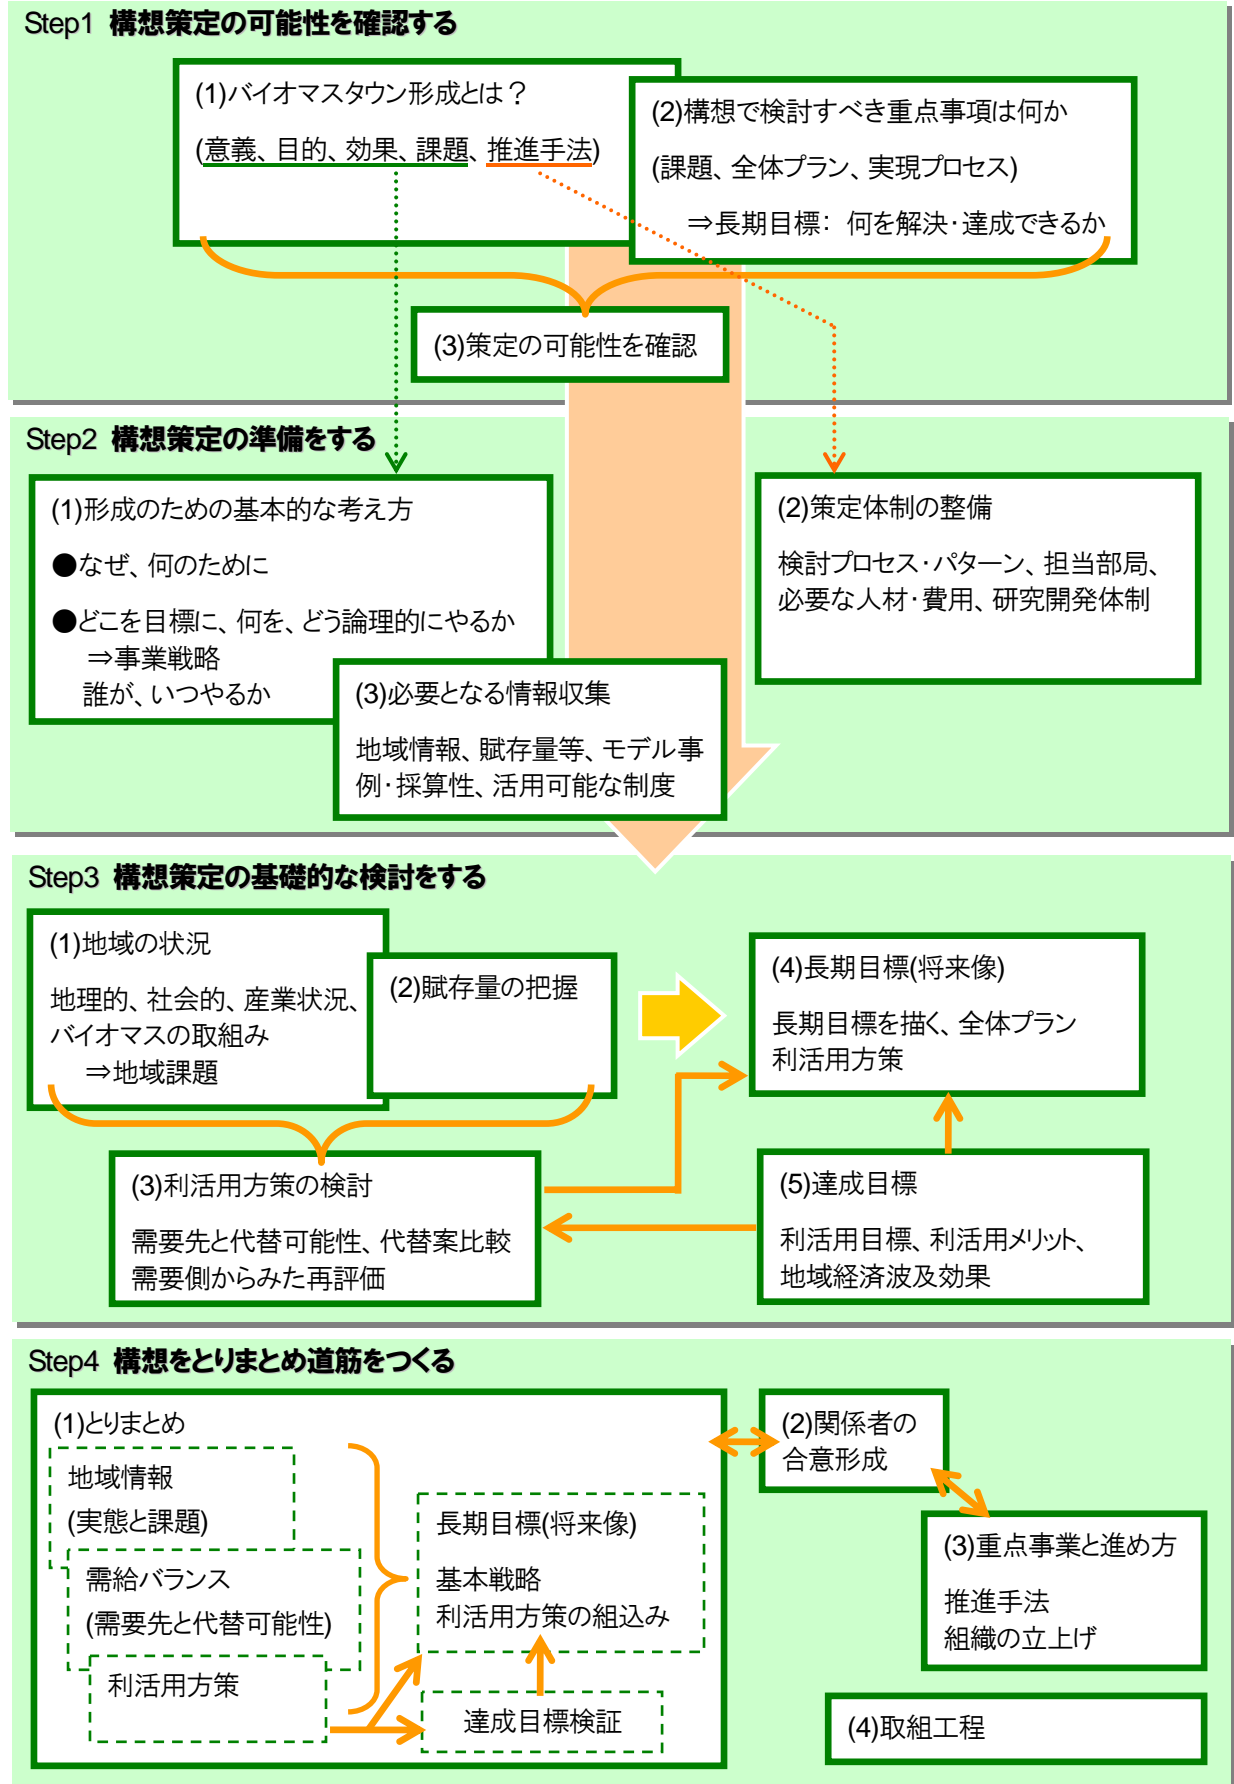 Step1 構想策定の可能性を確認する
(1)バイオマスタウン形成とは？
(意義、目的、効果、課題、推進手法)
(2)構想で検討すべき重点事項は何か
(課題、全体プラン、実現プロセス)
⇒長期目標： 何を解決・達成できるか
(3)策定の可能性を確認
Step2 構想策定の準備をする
(1)形成のための基本的な考え方
●なぜ、何のために
●どこを目標に、何を、どう論理的にやるか
⇒事業戦略
誰が、いつやるか
(2)策定体制の整備
検討プロセス・パターン、担当部局、
必要な人材・費用、研究開発体制
(3)必要となる情報収集
地域情報、賦存量等、モデル事
例・採算性、活用可能な制度
Step3 構想策定の基礎的な検討をする
(1)地域の状況
地理的、社会的、産業状況、
バイオマスの取組み
⇒地域課題
(2)賦存量の把握
(4)長期目標(将来像)
長期目標を描く、全体プラン
利活用方策
(3)利活用方策の検討
需要先と代替可能性、代替案比較
需要側からみた再評価
(5)達成目標
利活用目標、利活用メリット、
地域経済波及効果
Step4 構想をとりまとめ道筋をつくる
(1)とりまとめ
地域情報
(実態と課題)
需給バランス
(需要先と代替可能性)
利活用方策
長期目標(将来像)
基本戦略
利活用方策の組込み
達成目標検証
(2)関係者の
合意形成
(3)重点事業と進め方
推進手法
組織の立上げ
(4)取組工程